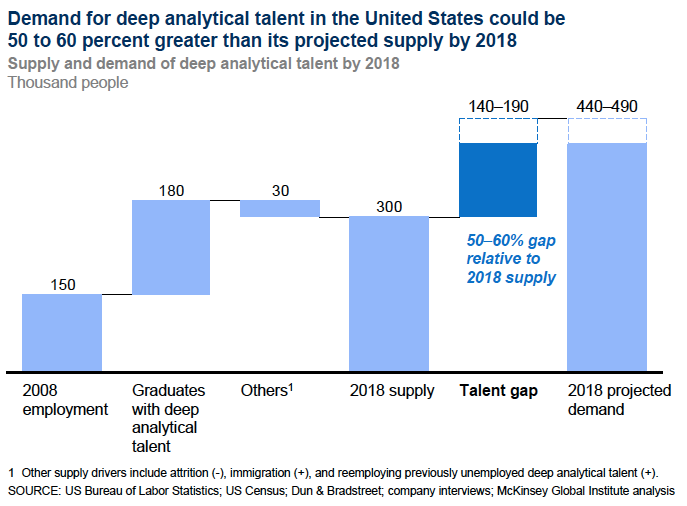 Demand for deep analytical talent in the United States could be
50 to 60 percent greater than its projected supply by 2018
Supply and demand of deep analytical talent by 2018
Thousand people
140–190
440–490
180
30
300
150
50–60% gap
relative to
2018 supply
2008
employment
Graduates
with deep
analytical
talent
Others¹
2018 supply
Talent gap
2018 projected
demand
1 Other supply drivers include attrition (-), immigration (+), and reemploying previously unemployed deep analytical talent (+).
SOURCE: US Bureau of Labor Statistics; US Census; Dun & Bradstreet; company interviews; McKinsey Global Institute analysis